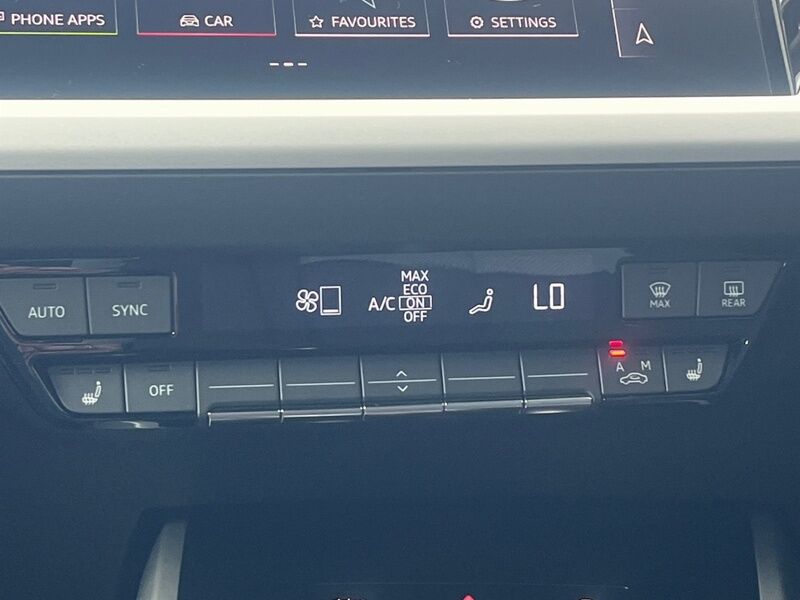 PHONE APPS
CAR
FAVOURITES
SETTINGS
AUTO
SYNC
A/C
MAX
ECO
ON
OFF
LO
MAX
REAR
OFF
A M